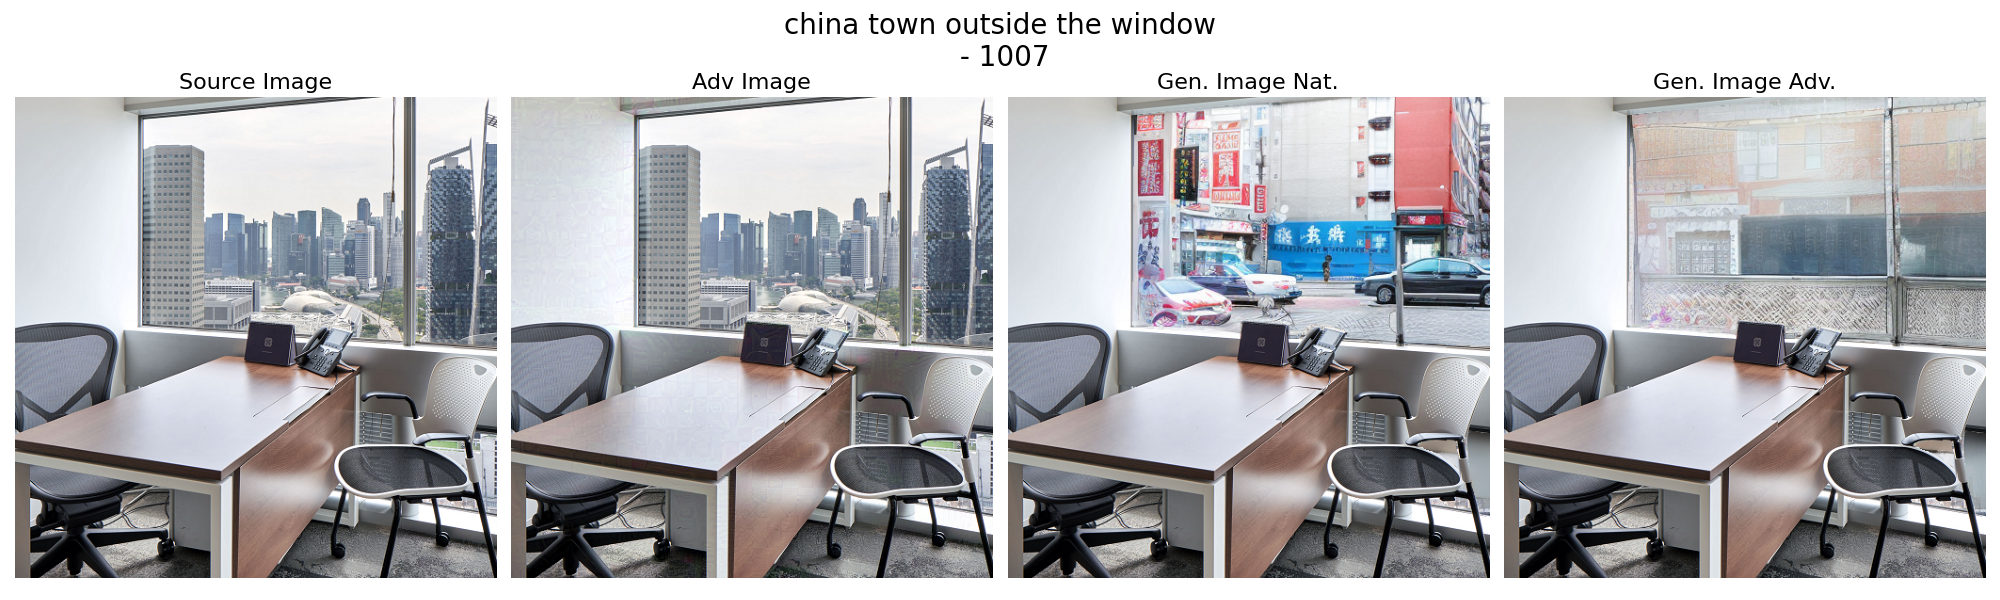 china town outside the window
- 1007
Source Image
Adv Image
Gen. Image Nat.
Gen. Image Adv.